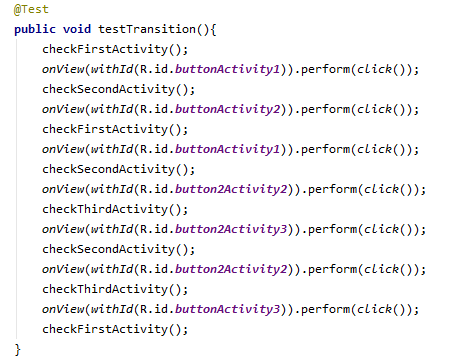 @Test
public void testTransition(){
    checkFirstActivity();
    onView(withId(R.id.buttonActivity1)).perform(click());
    checkSecondActivity();
    onView(withId(R.id.buttonActivity2)).perform(click());
    checkFirstActivity();
    onView(withId(R.id.buttonActivity1)).perform(click());
    checkSecondActivity();
    onView(withId(R.id.button2Activity2)).perform(click());
    checkThirdActivity();
    onView(withId(R.id.button2Activity3)).perform(click());
    checkSecondActivity();
    onView(withId(R.id.button2Activity2)).perform(click());
    checkThirdActivity();
    onView(withId(R.id.buttonActivity3)).perform(click());
    checkFirstActivity();
}